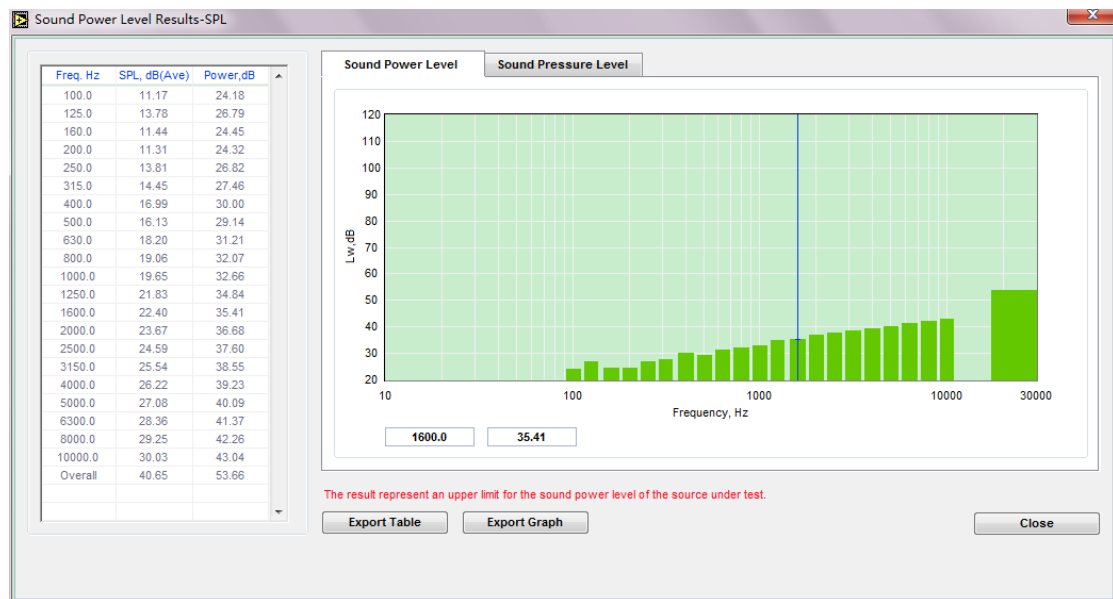 Sound Power Level Results-SPL
Freq. Hz SPL, dB(Ave) Power,dB
100.0 11.17 24.18
125.0 13.78 26.79
160.0 11.44 24.45
200.0 11.31 24.32
250.0 13.81 26.82
315.0 14.45 27.46
400.0 16.99 30.00
500.0 16.13 29.14
630.0 18.20 31.21
800.0 19.06 32.07
1000.0 19.65 32.66
1250.0 21.83 34.84
1600.0 22.40 35.41
2000.0 23.67 36.68
2500.0 24.59 37.60
3150.0 25.54 38.55
4000.0 26.22 39.23
5000.0 27.08 40.09
6300.0 28.36 41.37
8000.0 29.25 42.26
10000.0 30.03 43.04
Overall 40.65 53.66
Sound Power Level Sound Pressure Level
120
110
100
90
80
70
60
50
40
30
20
Lw,dB
10 100 1000 10000 30000
Frequency, Hz
1600.0 35.41
The result represent an upper limit for the sound power level of the source under test.
Export Table Export Graph Close